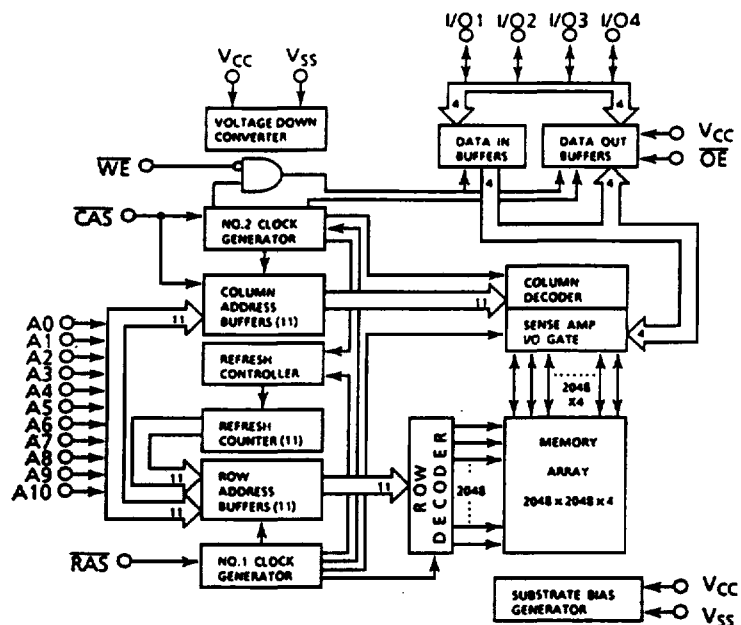 I/O1 I/O2 I/O3 I/O4
VCC VSS
VOLTAGE DOWN
CONVERTER
4 4
DATA IN
BUFFERS
DATA OUT
BUFFERS
VCC
OE
WE
4
CAS
NO.2 CLOCK
GENERATOR
COLUMN
ADDRESS
BUFFERS (11)
11
11
COLUMN
DECODER
SENSE AMP
I/O GATE
4
A0
A1
A2
A3
A4
A5
A6
A7
A8
A9
A10
REFRESH
CONTROLLER
REFRESH
COUNTER (11)
11
11
ROW
ADDRESS
BUFFERS (11)
11
ROW
DECODER
2048
2048
X4
MEMORY
ARRAY
2048 x 2048 x 4
RAS
NO.1 CLOCK
GENERATOR
SUBSTRATE BIAS
GENERATOR
VCC
VSS